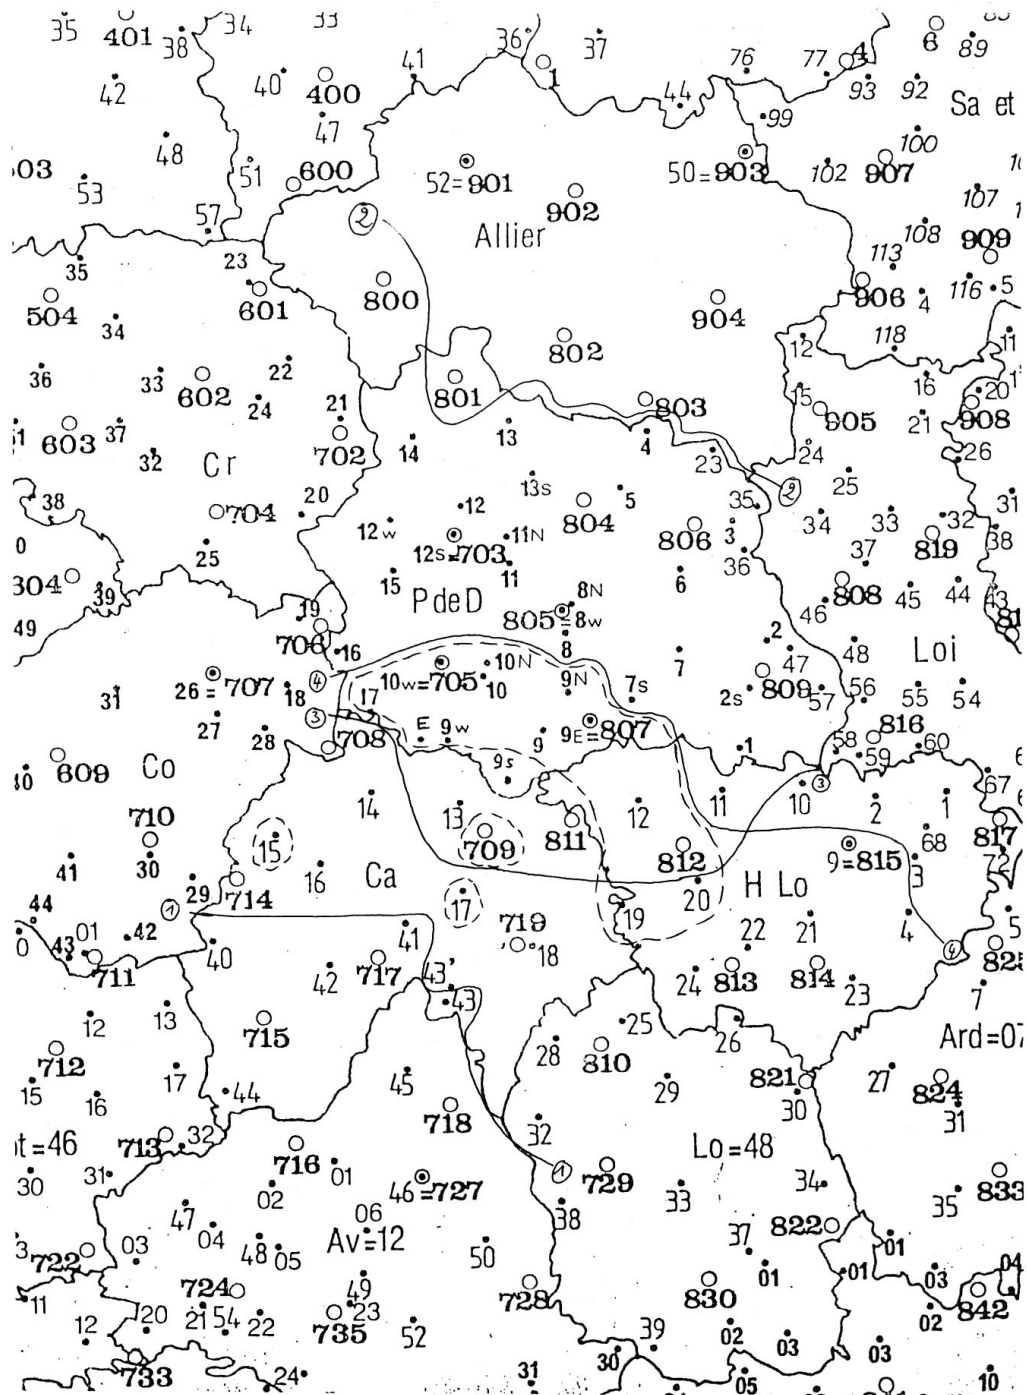 35 401 38 34 33 41 36 37 76 77 4 6 89
42 40 400 1 44 93 92
47 99 Sa et
48 51 600 52=901 50=903 102 907 100
03 53 902 107
57 2 Allier 108 909
35 23 113
504 601 800 904 906 4 116 5
34 802 118 12 11
36 33 602 22 801 803 16 20
24 21 15 905 21 908
603 37 702 14 13 4 23 24 26
32 Cr 13s 5 2 25
38 704 20 12w 12 804 35 34 33 32 31
0 25 12s=703 11N 806 3 36 37 819 38
304 39 15 11 6 808
19 PdeD 805= 8N 46 45 44 43
49 706 16 8w 2 81
8 48 Loi
4 10N 7 47
31 26=707 18 10w=705 10 9N 7s 2s 809 57 56 55 54
27 3 17 E 9w 9E=807 816
28 708 9 1 58 59 60
609 Co 9s 3 67
14 13 12 11 10 2 1
710 15 709 811 68 817
41 30 16 Ca 812 9=815 3 72
29 714 17 20 H Lo
44 1 19
01 42 41 719 22 21 4 5
43 40 18 4 825
711 42 717 43' 24 813 814 23 7
12 13 715 43 28 25 26 Ard=07
712 17 810 821 27 824
15 16 44 45 29 30 31
t=46 713 32 718 32 Lo=48
30 31 716 01 1 729 34 35 833
02 46=727 33
47 06 38 822
04 Av=12 37
722 03 48 05 50 01 01 01 03 04
11 724 49 728 830 842
12 20 21 54 22 23 735 52 02 03 02
733 39 30 03
24 31 05 10